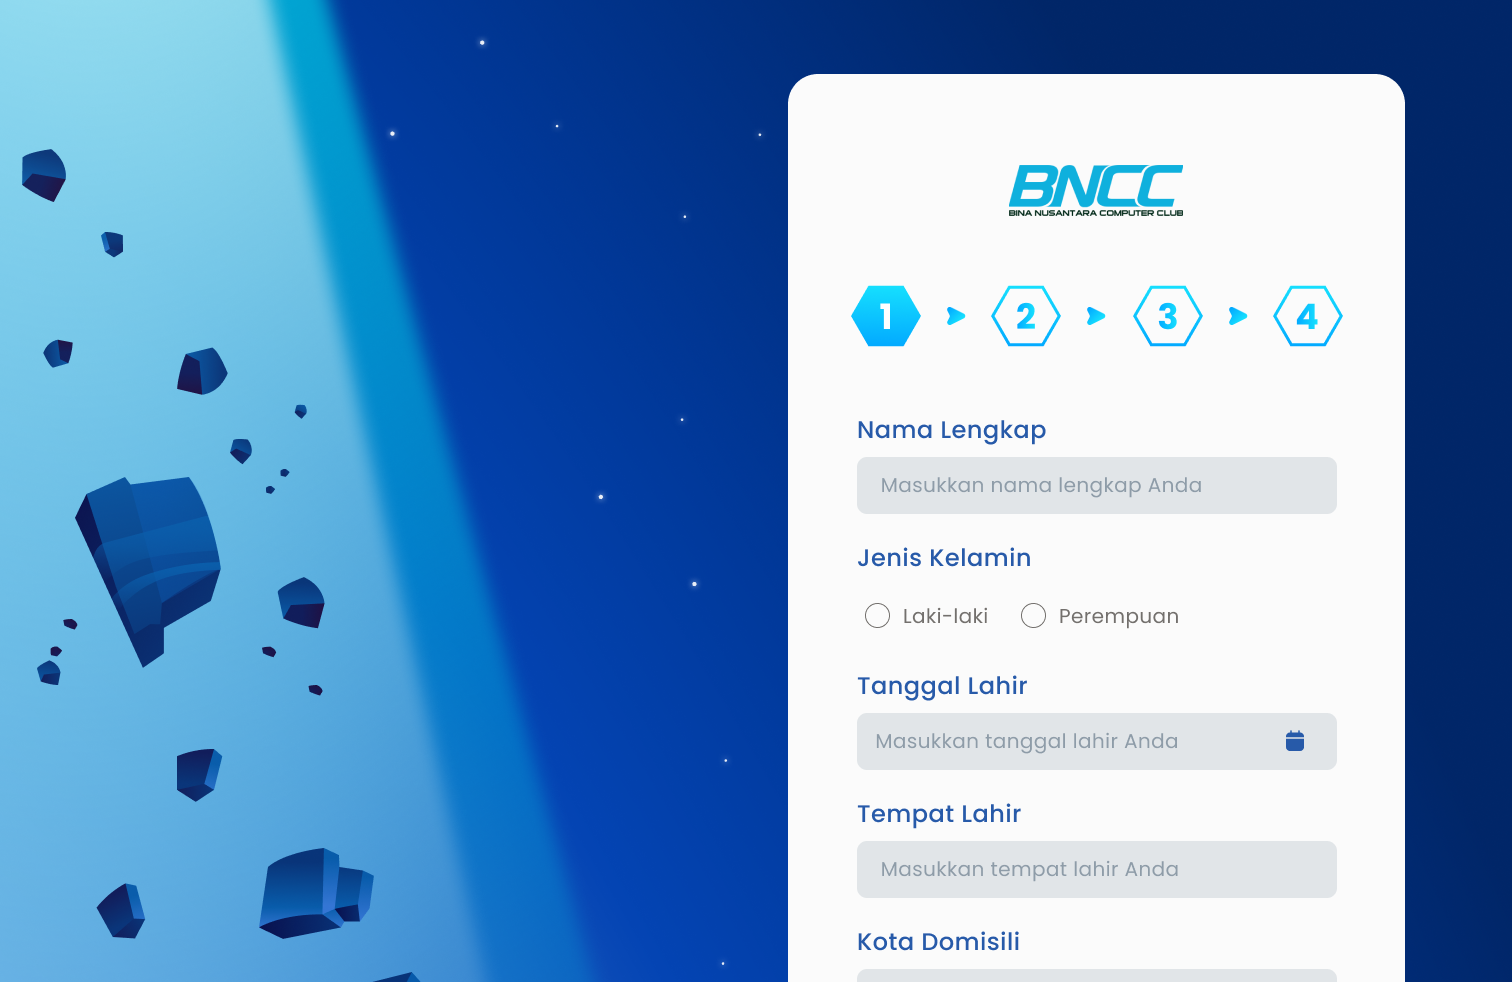 BNCC
BINA NUSANTARA COMPUTER CLUB
1 2 3 4
Nama Lengkap
Masukkan nama lengkap Anda
Jenis Kelamin
Laki-laki Perempuan
Tanggal Lahir
Masukkan tanggal lahir Anda
Tempat Lahir
Masukkan tempat lahir Anda
Kota Domisili